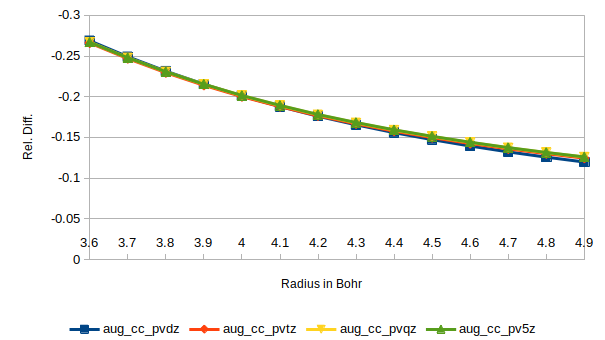 -0.3
-0.25
-0.2
-0.15
-0.1
-0.05
0
3.6 3.7 3.8 3.9 4 4.1 4.2 4.3 4.4 4.5 4.6 4.7 4.8 4.9
Rel. Diff.
Radius in Bohr
aug_cc_pvdz aug_cc_pvtz aug_cc_pvqz aug_cc_pv5z